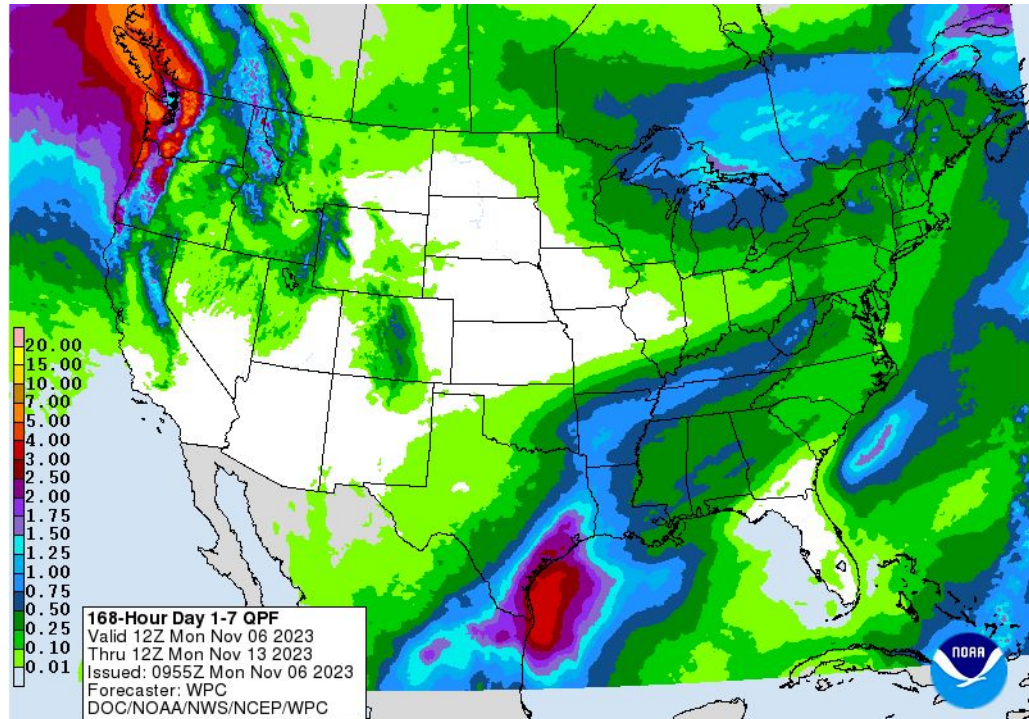 20.00
15.00
10.00
7.00
5.00
4.00
3.00
2.50
2.00
1.75
1.50
1.25
1.00
0.75
0.50
0.25
0.10
0.01
168-Hour Day 1-7 QPF
Valid 12Z Mon Nov 06 2023
Thru 12Z Mon Nov 13 2023
Issued: 0955Z Mon Nov 06 2023
Forecaster: WPC
DOC/NOAA/NWS/NCEP/WPC
NOAA